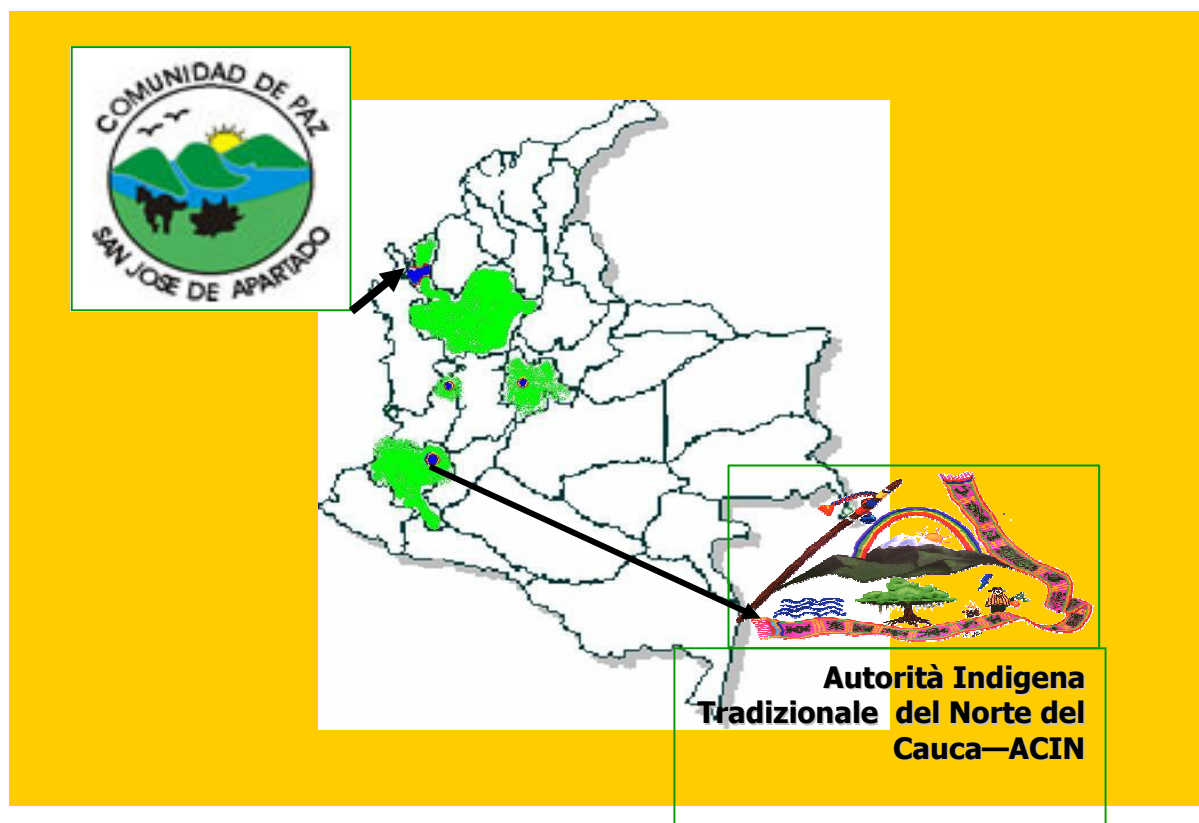 COMUNIDAD DE PAZ
SAN JOSE DE APARTADO
Autorità Indigena
Tradizionale del Norte del
Cauca—ACIN